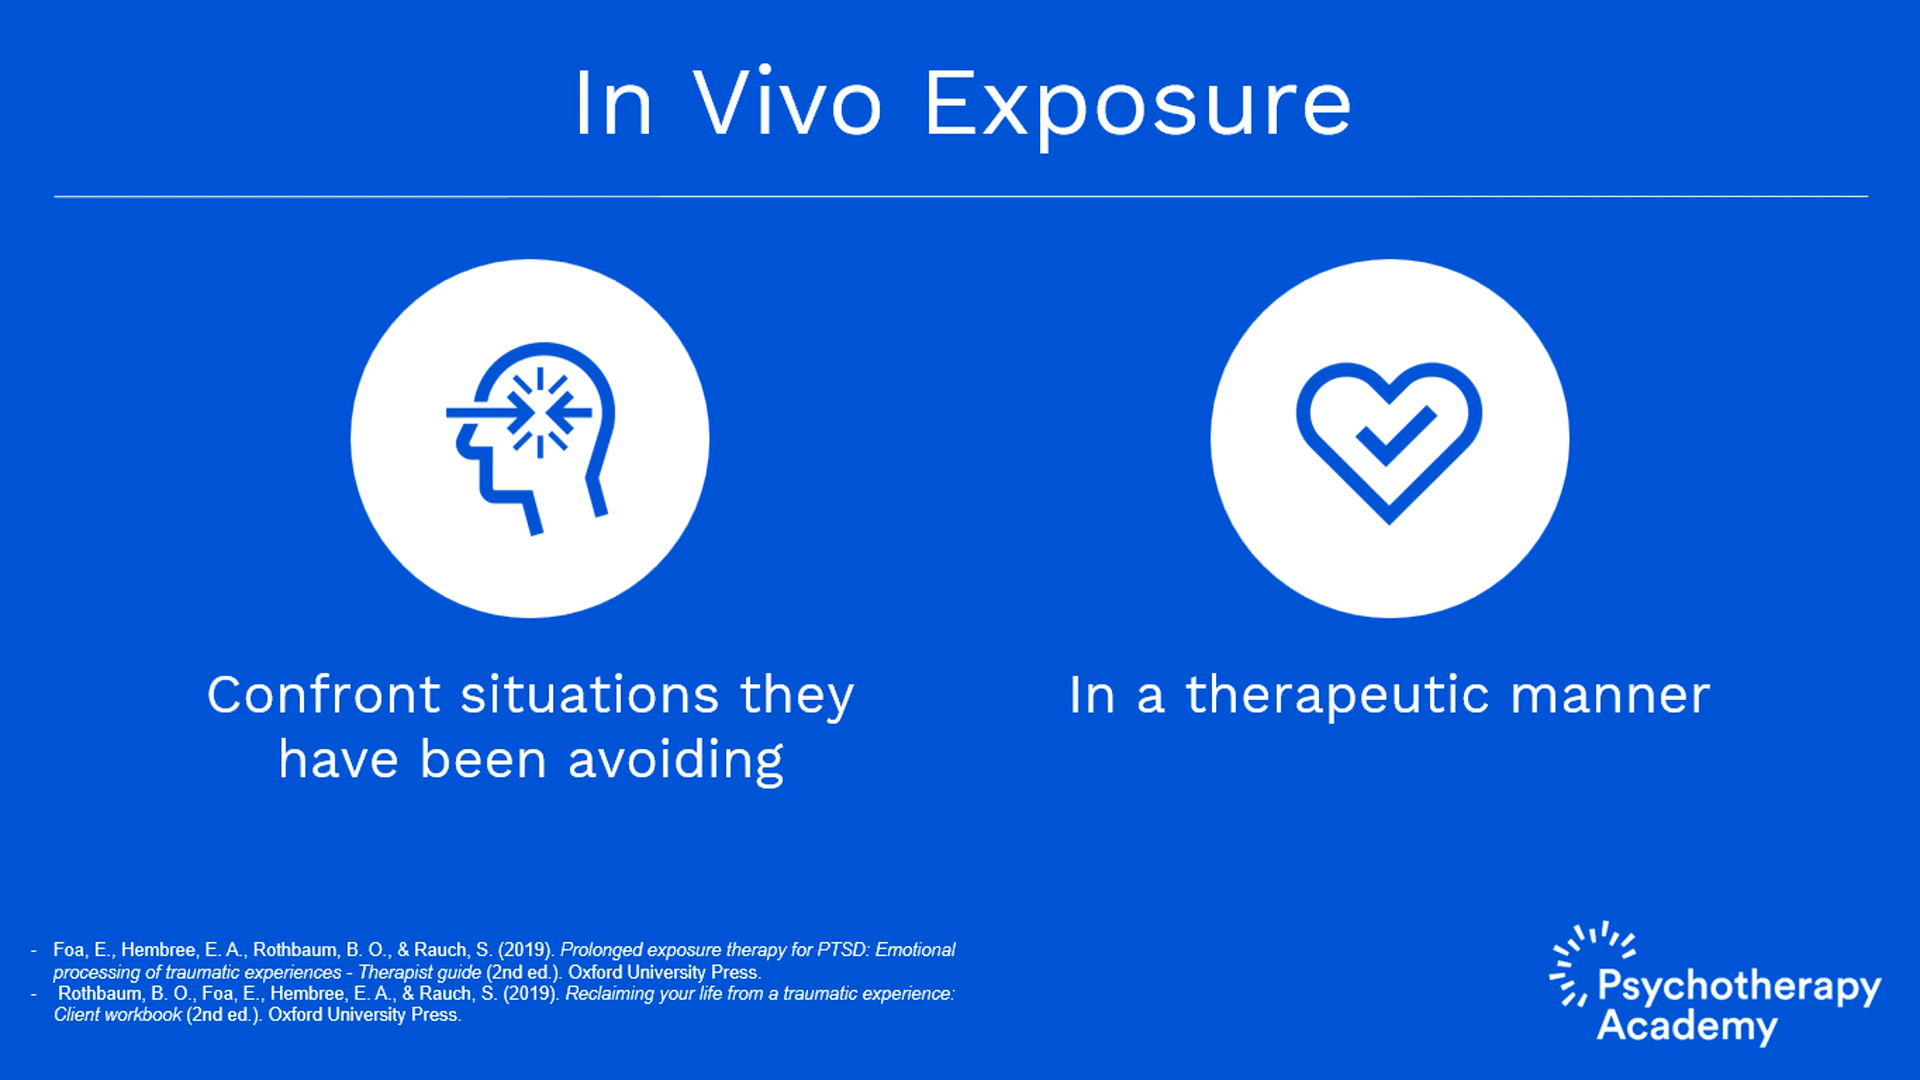 In Vivo Exposure
Confront situations they
have been avoiding
In a therapeutic manner
- Foa, E., Hembree, E. A., Rothbaum, B. O., & Rauch, S. (2019). Prolonged exposure therapy for PTSD: Emotional
processing of traumatic experiences - Therapist guide (2nd ed.). Oxford University Press.
- Rothbaum, B. O., Foa, E., Hembree, E. A., & Rauch, S. (2019). Reclaiming your life from a traumatic experience:
Client workbook (2nd ed.). Oxford University Press.
Psychotherapy
Academy